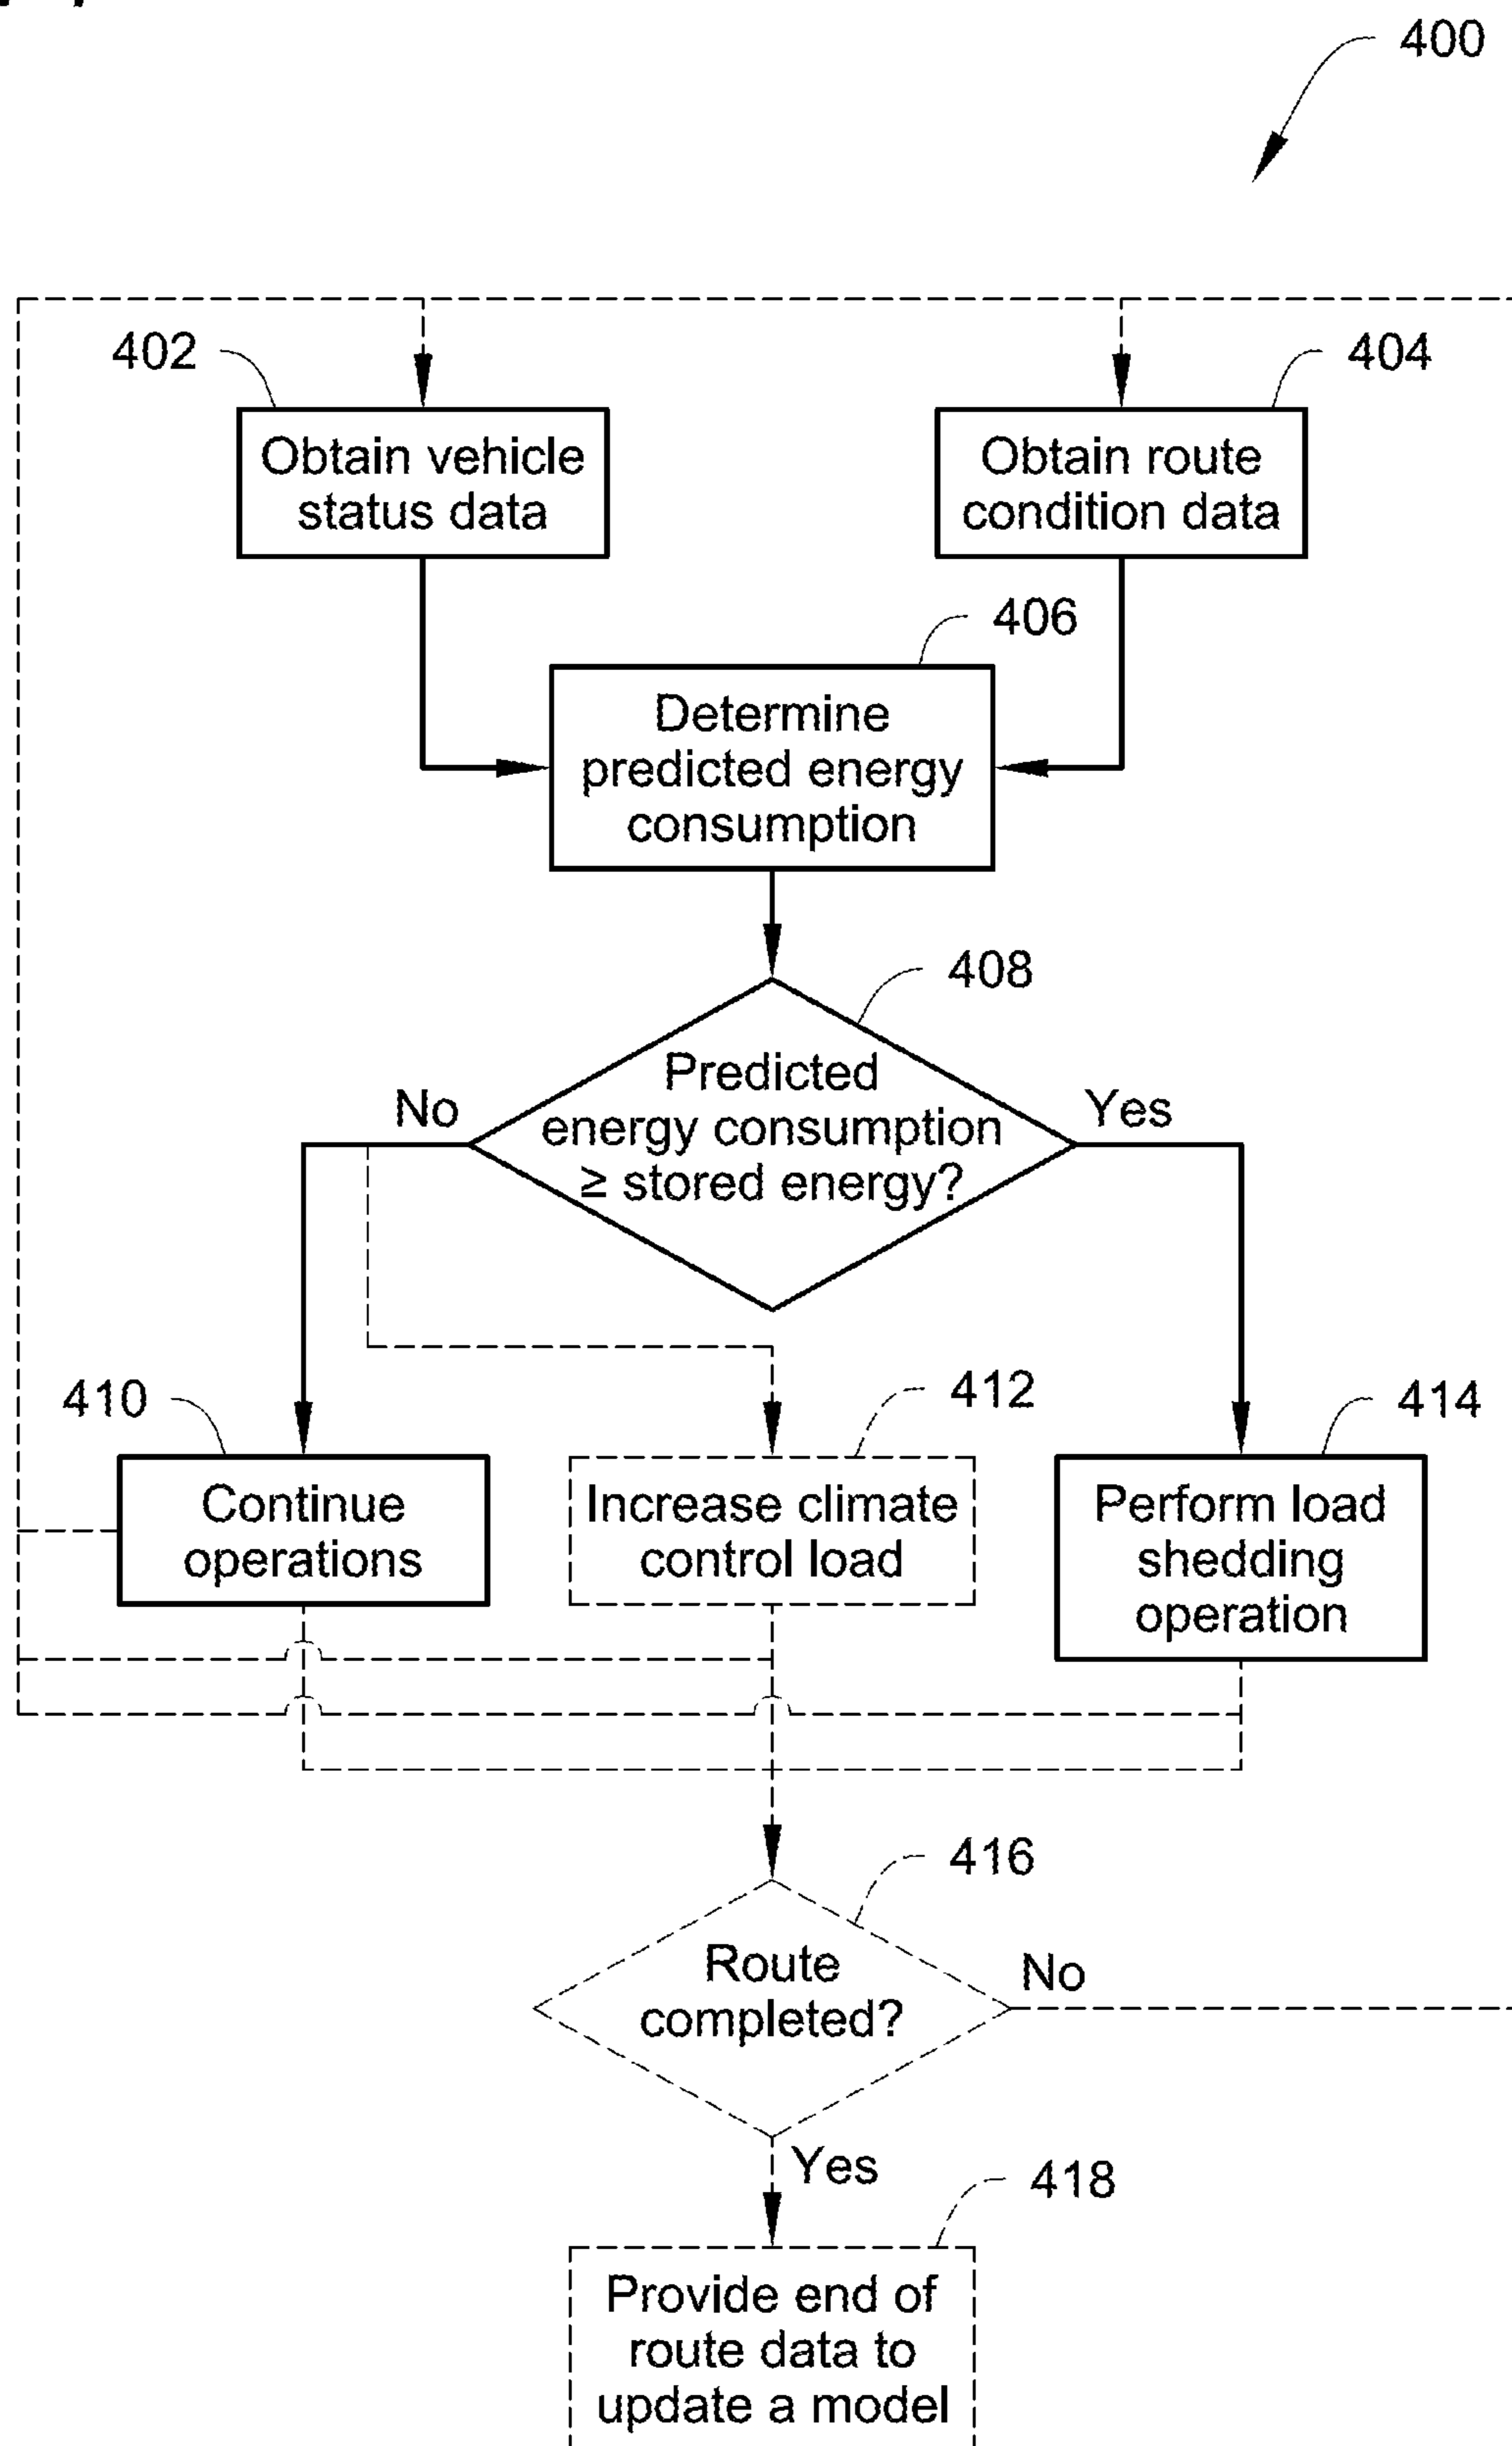 400
402
404
Obtain vehicle
status data
Obtain route
condition data
406
Determine
predicted energy
consumption
408
Predicted
energy consumption
≥ stored energy?
No
Yes
410
412
414
Continue
operations
Increase climate
control load
Perform load
shedding
operation
416
Route
completed?
No
Yes
418
Provide end of
route data to
update a model